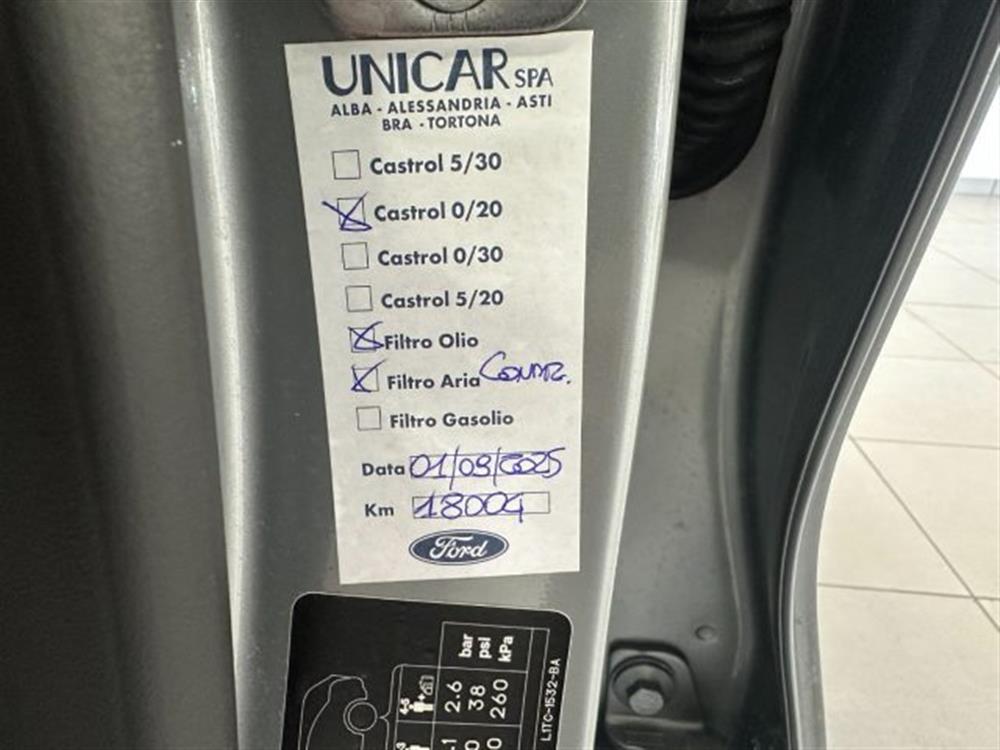 UNICAR SPA
ALBA - ALESSANDRIA - ASTI
BRA - TORTONA
Castrol 5/30
Castrol 0/20
Castrol 0/30
Castrol 5/20
Filtro Olio
Filtro Aria
Filtro Gasolio
Data 01/09/2025
Km 18004
Ford
bar
psi
kPa
2.6
38
260
L1TC-1532-BA